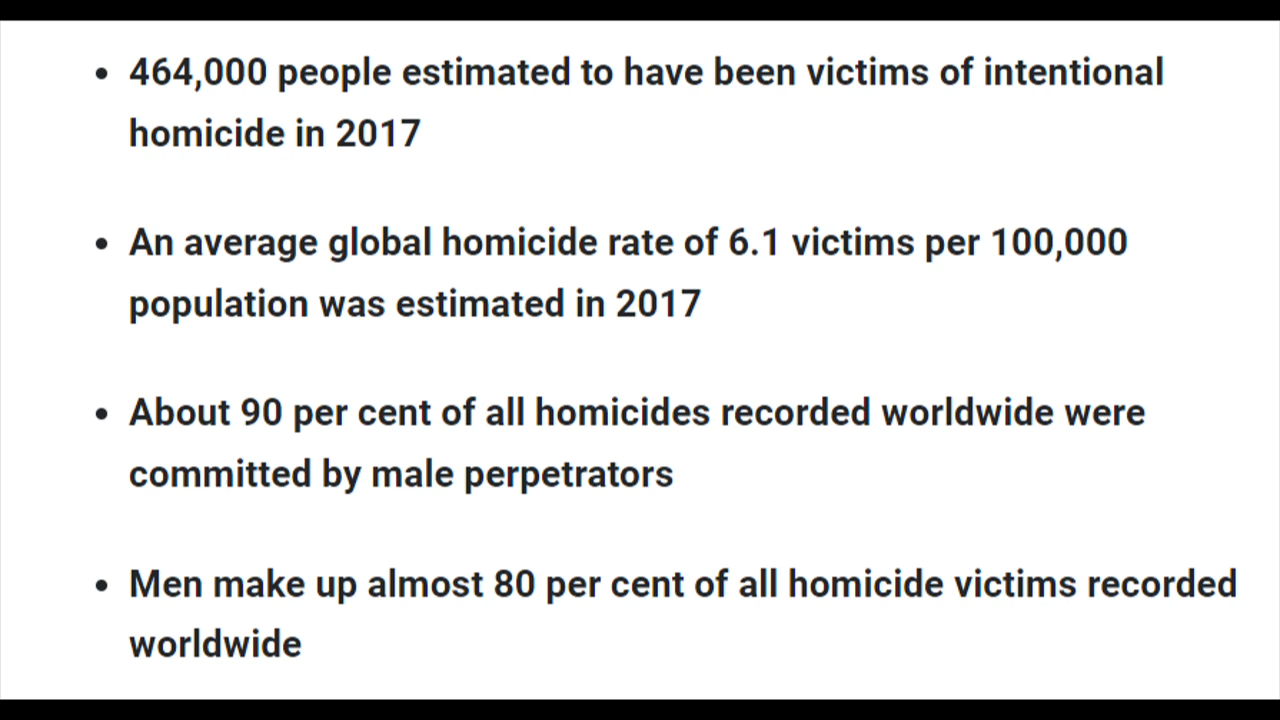 • 464,000 people estimated to have been victims of intentional
homicide in 2017
• An average global homicide rate of 6.1 victims per 100,000
population was estimated in 2017
• About 90 per cent of all homicides recorded worldwide were
committed by male perpetrators
• Men make up almost 80 per cent of all homicide victims recorded
worldwide